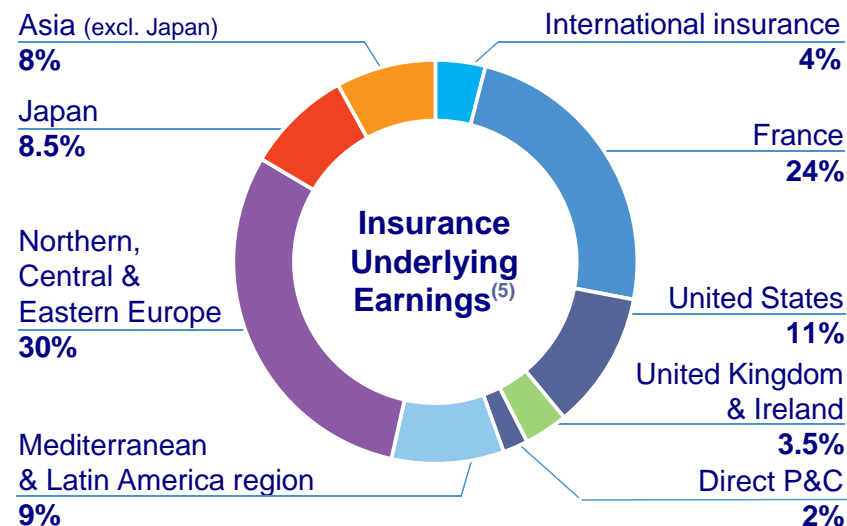 Asia (excl. Japan)
8%
Japan
8.5%
Northern,
Central &
Eastern Europe
30%
Mediterranean
& Latin America region
9%
Insurance
Underlying
Earnings(5)
International insurance
4%
France
24%
United States
11%
United Kingdom
& Ireland
3.5%
Direct P&C
2%